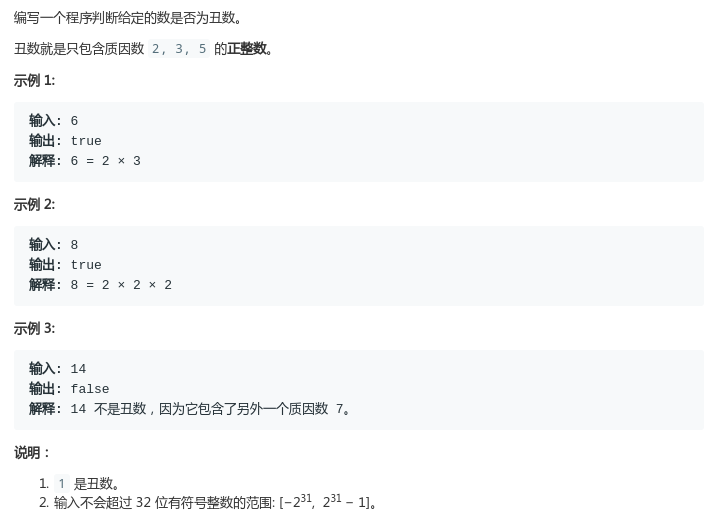 编写一个程序判断给定的数是否为丑数。
丑数就是只包含质因数 2, 3, 5 的正整数。
示例 1:
输入: 6
输出: true
解释: 6 = 2 × 3
示例 2:
输入: 8
输出: true
解释: 8 = 2 × 2 × 2
示例 3:
输入: 14
输出: false
解释: 14 不是丑数，因为它包含了另外一个质因数 7。
说明：
1. 1 是丑数。
2. 输入不会超过 32 位有符号整数的范围: [−2³¹, 2³¹ − 1]。